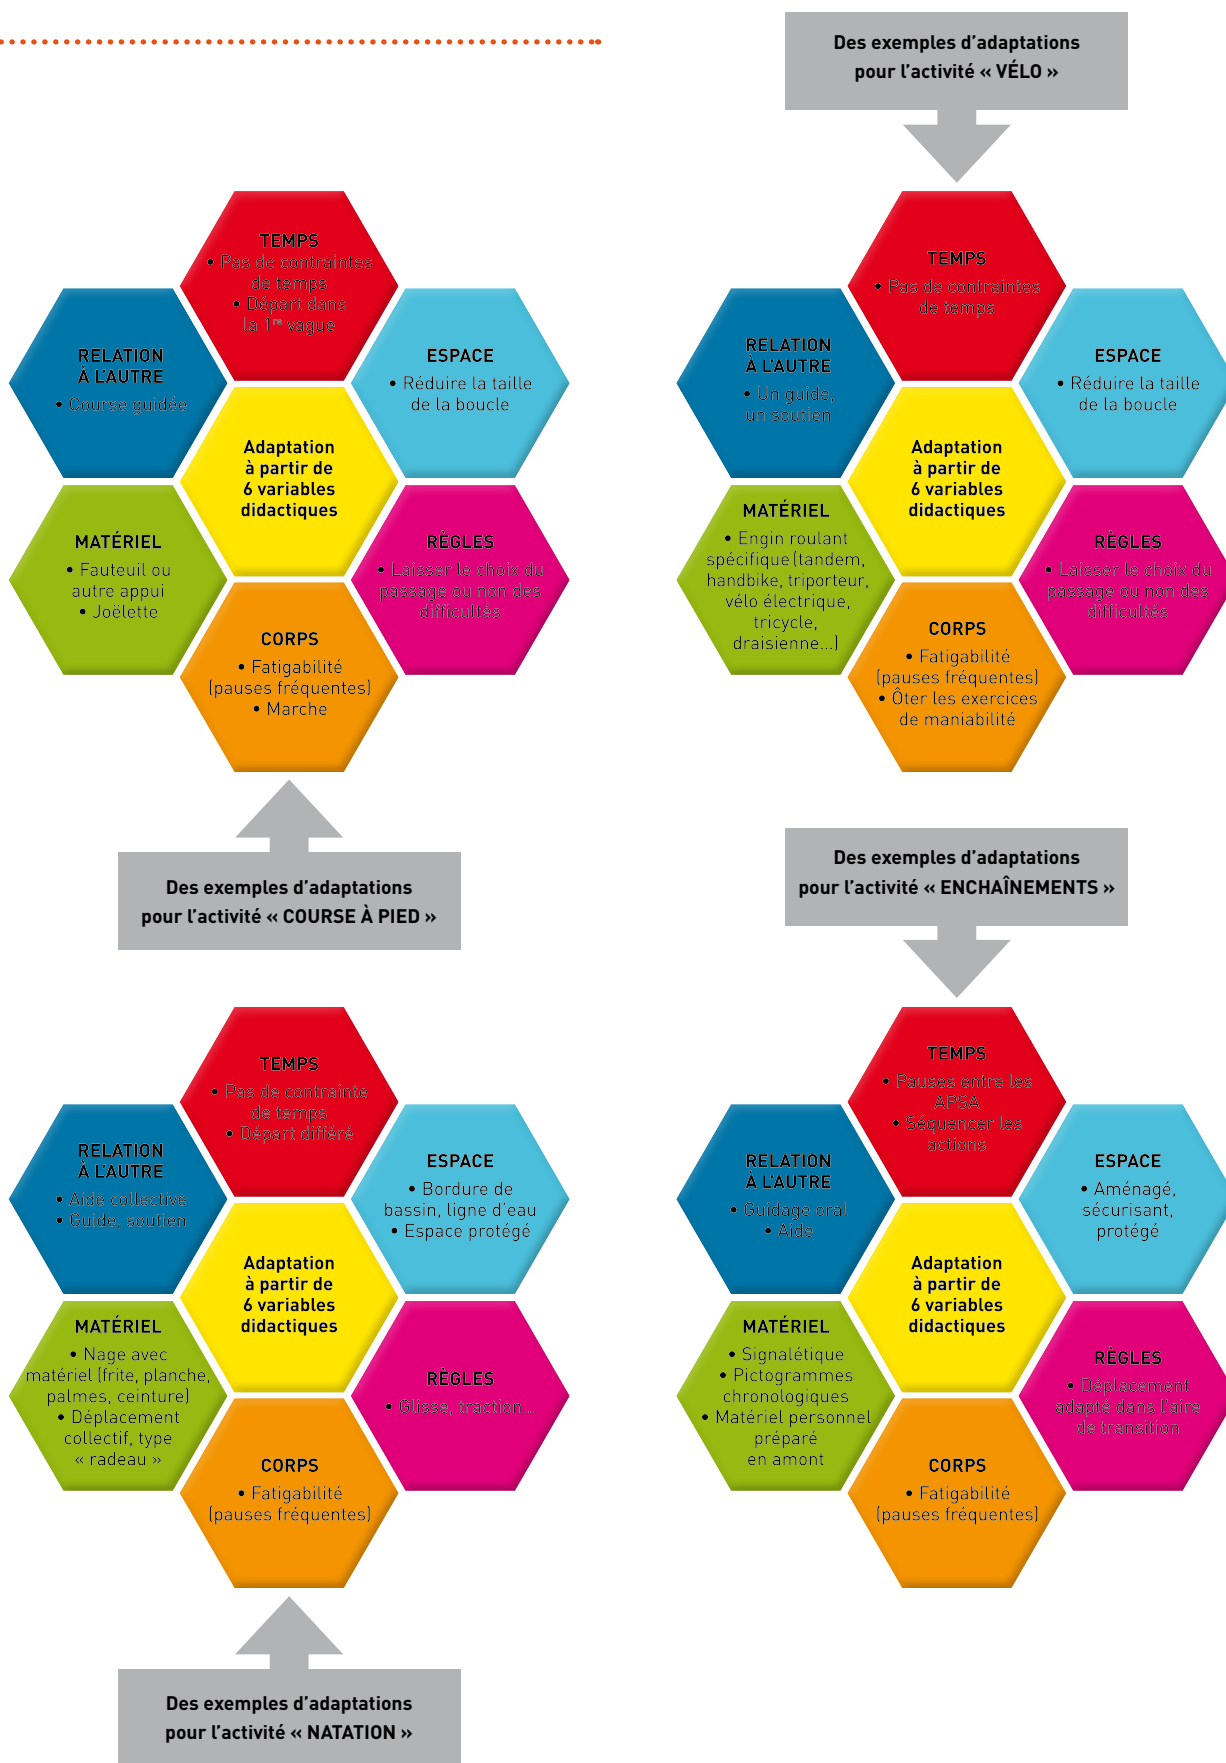 Des exemples d'adaptations
pour l'activité « VÉLO »
TEMPS
• Pas de contraintes
de temps
• Départ dans
la 1re vague
RELATION
À L'AUTRE
• Course guidée
ESPACE
• Réduire la taille
de la boucle
Adaptation
à partir de
6 variables
didactiques
MATÉRIEL
• Fauteuil ou
autre appui
• Joëlette
RÈGLES
• Laisser le choix du
passage ou non des
difficultés
CORPS
• Fatigabilité
(pauses fréquentes)
• Marche
Des exemples d'adaptations
pour l'activité « COURSE À PIED »
TEMPS
• Pas de contraintes
de temps
RELATION
À L'AUTRE
• Un guide,
un soutien
ESPACE
• Réduire la taille
de la boucle
Adaptation
à partir de
6 variables
didactiques
MATÉRIEL
• Engin roulant
spécifique (tandem,
handbike, triporteur,
vélo électrique,
tricycle,
draisienne...)
RÈGLES
• Laisser le choix du
passage ou non des
difficultés
CORPS
• Fatigabilité
(pauses fréquentes)
• Ôter les exercices
de maniabilité
Des exemples d'adaptations
pour l'activité « ENCHAÎNEMENTS »
TEMPS
• Pas de contrainte
de temps
• Départ différé
RELATION
À L'AUTRE
• Aide collective
• Guide, soutien
ESPACE
• Bordure de
bassin, ligne d'eau
• Espace protégé
Adaptation
à partir de
6 variables
didactiques
MATÉRIEL
• Nage avec
matériel (frite, planche,
palmes, ceinture)
• Déplacement
collectif, type
« radeau »
RÈGLES
• Glisse, traction...
CORPS
• Fatigabilité
(pauses fréquentes)
Des exemples d'adaptations
pour l'activité « NATATION »
TEMPS
• Pauses entre les
APSA
• Séquencer les
actions
RELATION
À L'AUTRE
• Guidage oral
• Aide
ESPACE
• Aménagé,
sécurisant,
protégé
Adaptation
à partir de
6 variables
didactiques
MATÉRIEL
• Signalétique
• Pictogrammes
chronologiques
• Matériel personnel
préparé
en amont
RÈGLES
• Déplacement
adapté dans l'aire
de transition
CORPS
• Fatigabilité
(pauses fréquentes)